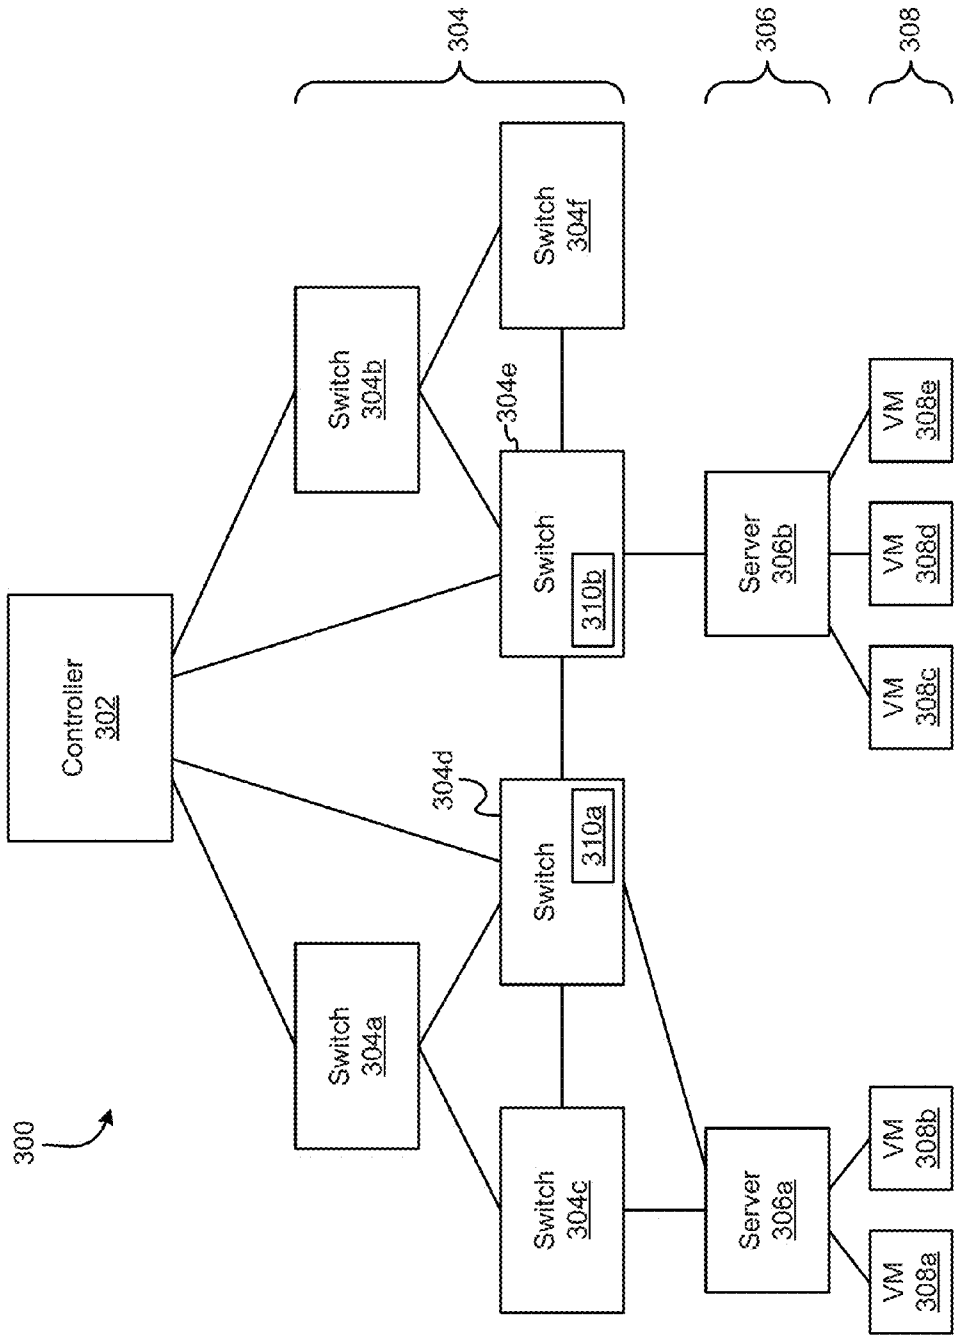 300
Controller
302
Switch
304a
Switch
304b
304
Switch
304c
304d
Switch
310a
304e
Switch
310b
Switch
304f
Server
306a
Server
306b
306
VM
308a
VM
308b
VM
308c
VM
308d
VM
308e
308